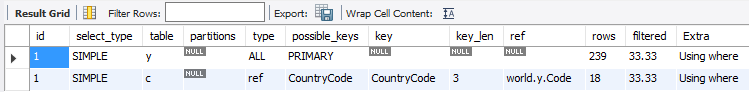 Result Grid Filter Rows: Export: Wrap Cell Content: IA
id select_type table partitions type possible_keys key key_len ref rows filtered Extra
1 SIMPLE y NULL ALL PRIMARY NULL NULL NULL 239 33.33 Using where
1 SIMPLE c NULL ref CountryCode CountryCode 3 world.y.Code 18 33.33 Using where